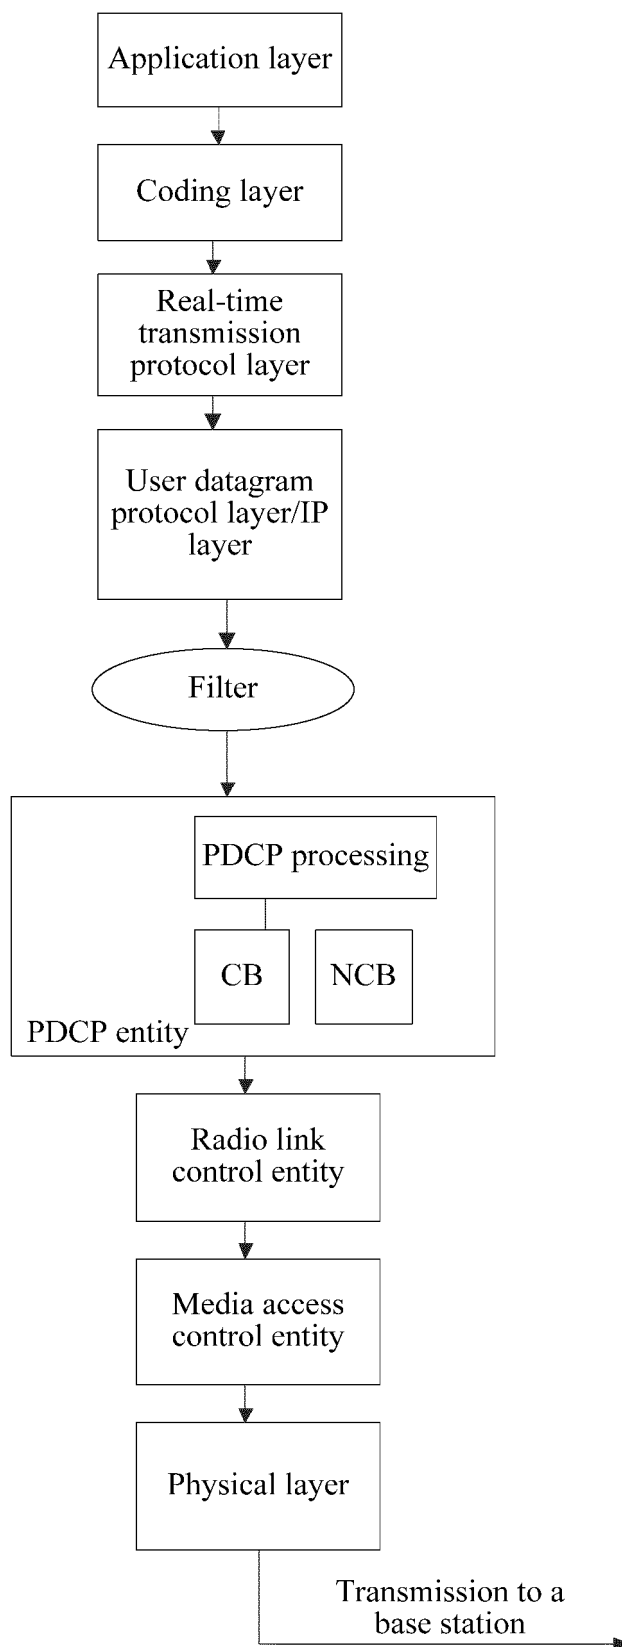 Application layer
Coding layer
Real-time
transmission
protocol layer
User datagram
protocol layer/IP
layer
Filter
PDCP processing
CB
NCB
PDCP entity
Radio link
control entity
Media access
control entity
Physical layer
Transmission to a
base station